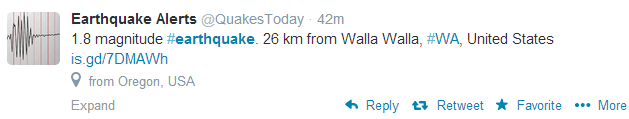 Earthquake Alerts @QuakesToday · 42m
1.8 magnitude #earthquake. 26 km from Walla Walla, #WA, United States
is.gd/7DMAWh
from Oregon, USA
Expand Reply Retweet Favorite More